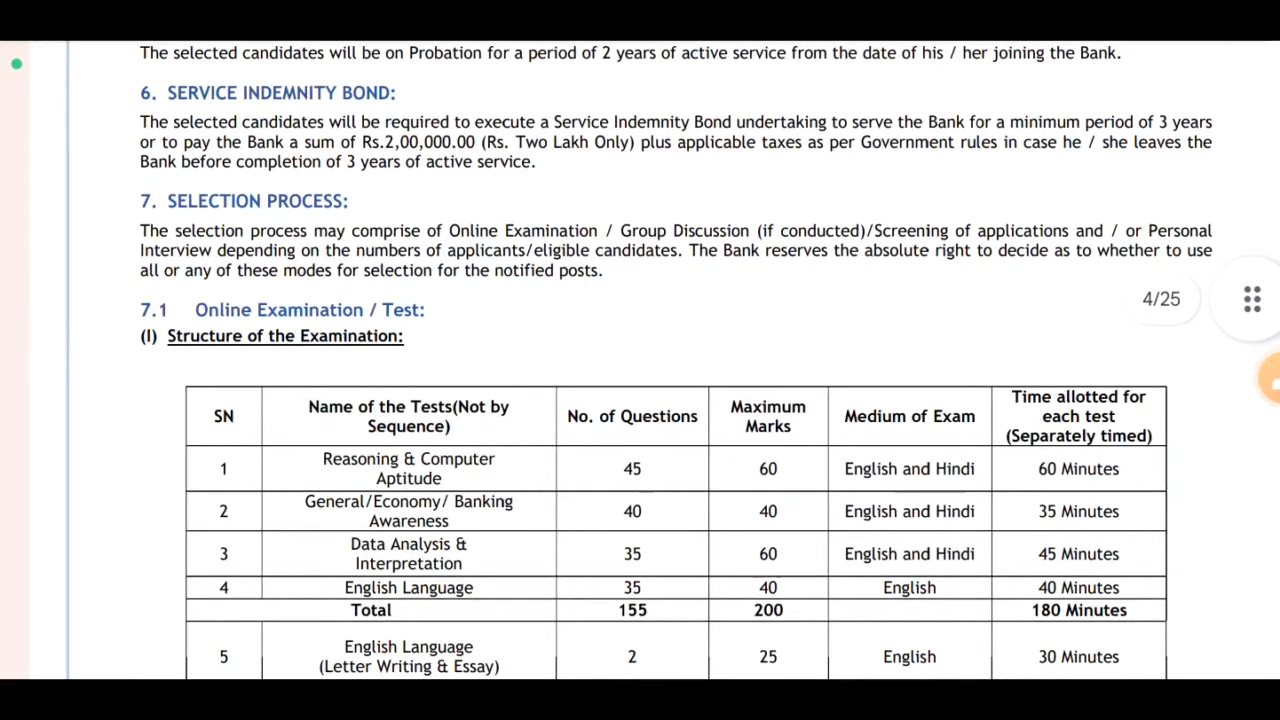 The selected candidates will be on Probation for a period of 2 years of active service from the date of his / her joining the Bank.
6. SERVICE INDEMNITY BOND:
The selected candidates will be required to execute a Service Indemnity Bond undertaking to serve the Bank for a minimum period of 3 years
or to pay the Bank a sum of Rs.2,00,000.00 (Rs. Two Lakh Only) plus applicable taxes as per Government rules in case he / she leaves the
Bank before completion of 3 years of active service.
7. SELECTION PROCESS:
The selection process may comprise of Online Examination / Group Discussion (if conducted)/Screening of applications and / or Personal
Interview depending on the numbers of applicants/eligible candidates. The Bank reserves the absolute right to decide as to whether to use
all or any of these modes for selection for the notified posts.
7.1 Online Examination / Test:
4/25
(I) Structure of the Examination:
SN Name of the Tests(Not by Sequence) No. of Questions Maximum Marks Medium of Exam Time allotted for each test (Separately timed)
1 Reasoning & Computer Aptitude 45 60 English and Hindi 60 Minutes
2 General/Economy/ Banking Awareness 40 40 English and Hindi 35 Minutes
3 Data Analysis & Interpretation 35 60 English and Hindi 45 Minutes
4 English Language 35 40 English 40 Minutes
Total 155 200 180 Minutes
5 English Language (Letter Writing & Essay) 2 25 English 30 Minutes